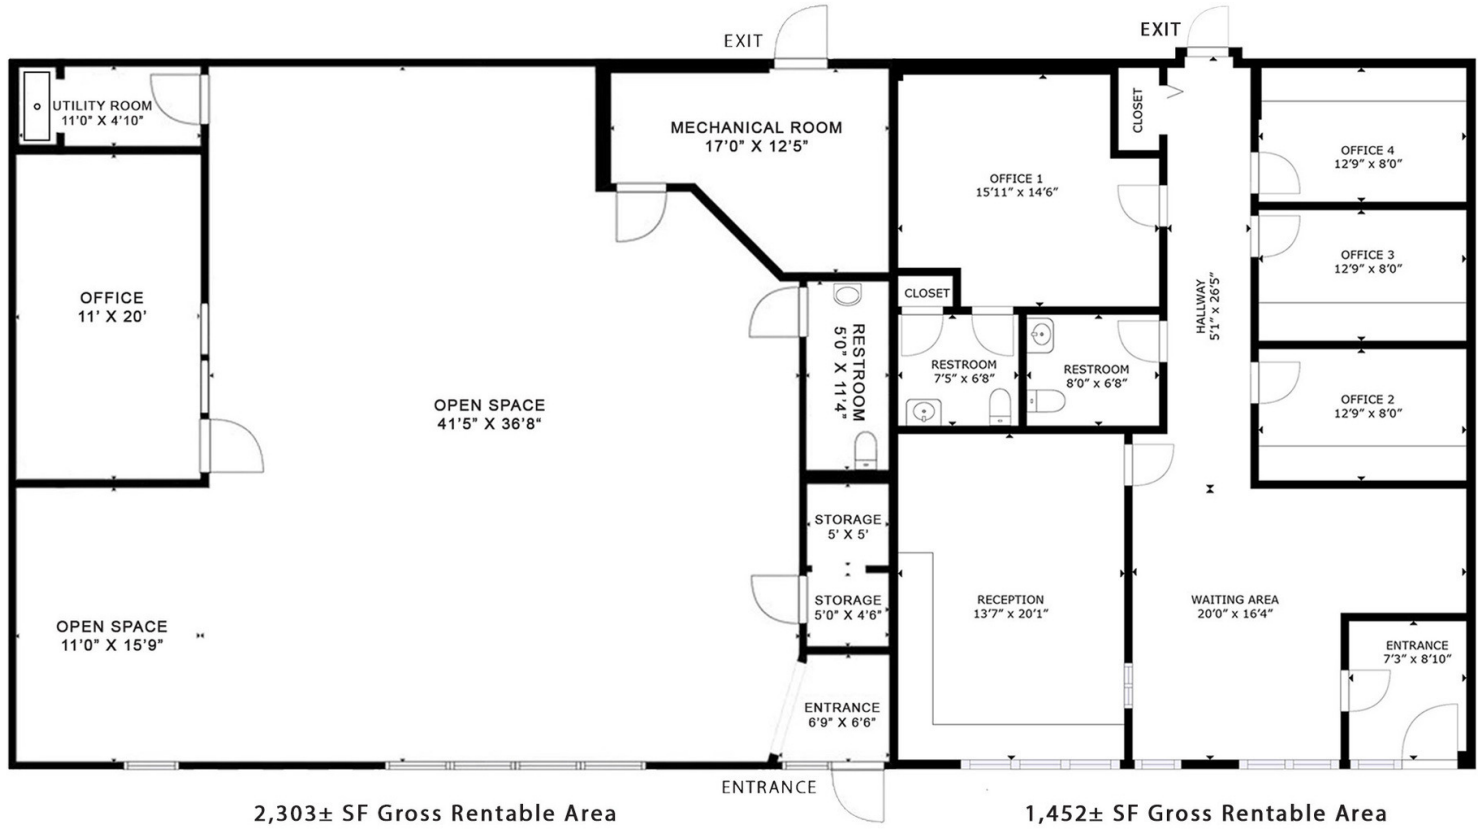 EXIT
UTILITY ROOM
11'0" X 4'10"
MECHANICAL ROOM
17'0" X 12'5"
OFFICE
11' X 20'
OPEN SPACE
41'5" X 36'8"
RESTROOM
5'0" X 11'4"
STORAGE
5' X 5'
STORAGE
5'0" X 4'6"
OPEN SPACE
11'0" X 15'9"
ENTRANCE
6'9" X 6'6"
ENTRANCE
2,303± SF Gross Rentable Area
EXIT
CLOSET
OFFICE 1
15'11" x 14'6"
OFFICE 4
12'9" x 8'0"
OFFICE 3
12'9" x 8'0"
HALLWAY
5'1" x 26'5"
CLOSET
RESTROOM
7'5" x 6'8"
RESTROOM
8'0" x 6'8"
OFFICE 2
12'9" x 8'0"
RECEPTION
13'7" x 20'1"
WAITING AREA
20'0" x 16'4"
ENTRANCE
7'3" x 8'10"
1,452± SF Gross Rentable Area